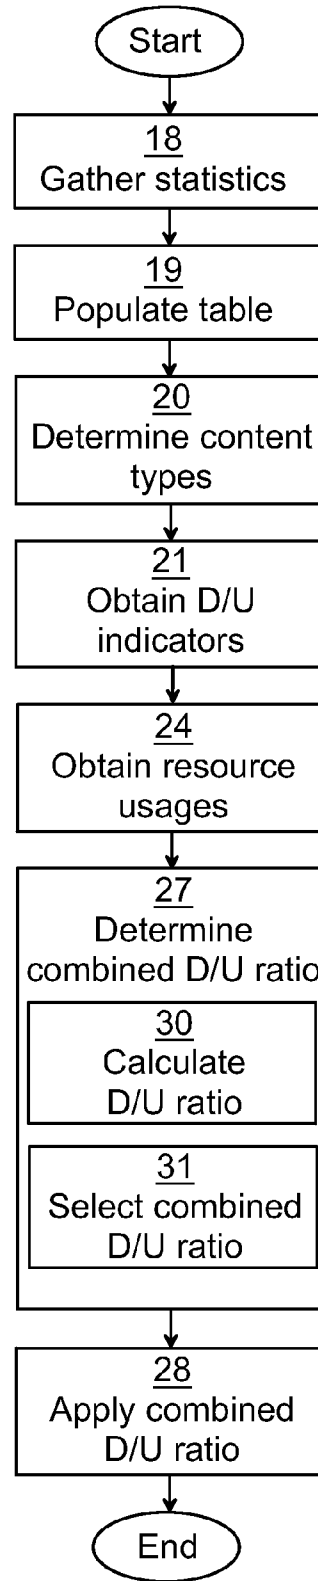 Start
18
Gather statistics
19
Populate table
20
Determine content
types
21
Obtain D/U
indicators
24
Obtain resource
usages
27
Determine
combined D/U ratio
30
Calculate
D/U ratio
31
Select combined
D/U ratio
28
Apply combined
D/U ratio
End